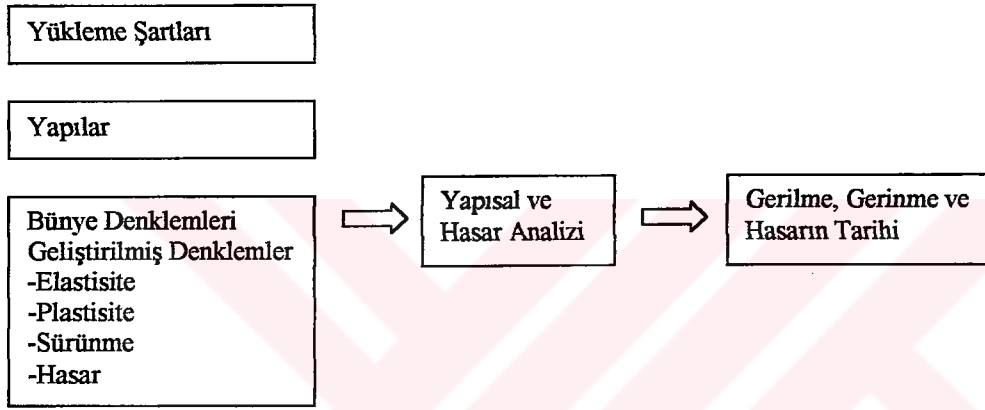 Yükleme Şartları
Yapılar
Bünye Denklemleri
Geliştirilmiş Denklemler
-Elastisite
-Plastisite
-Sürünme
-Hasar
Yapısal ve
Hasar Analizi
Gerilme, Gerinme ve
Hasarın Tarihi